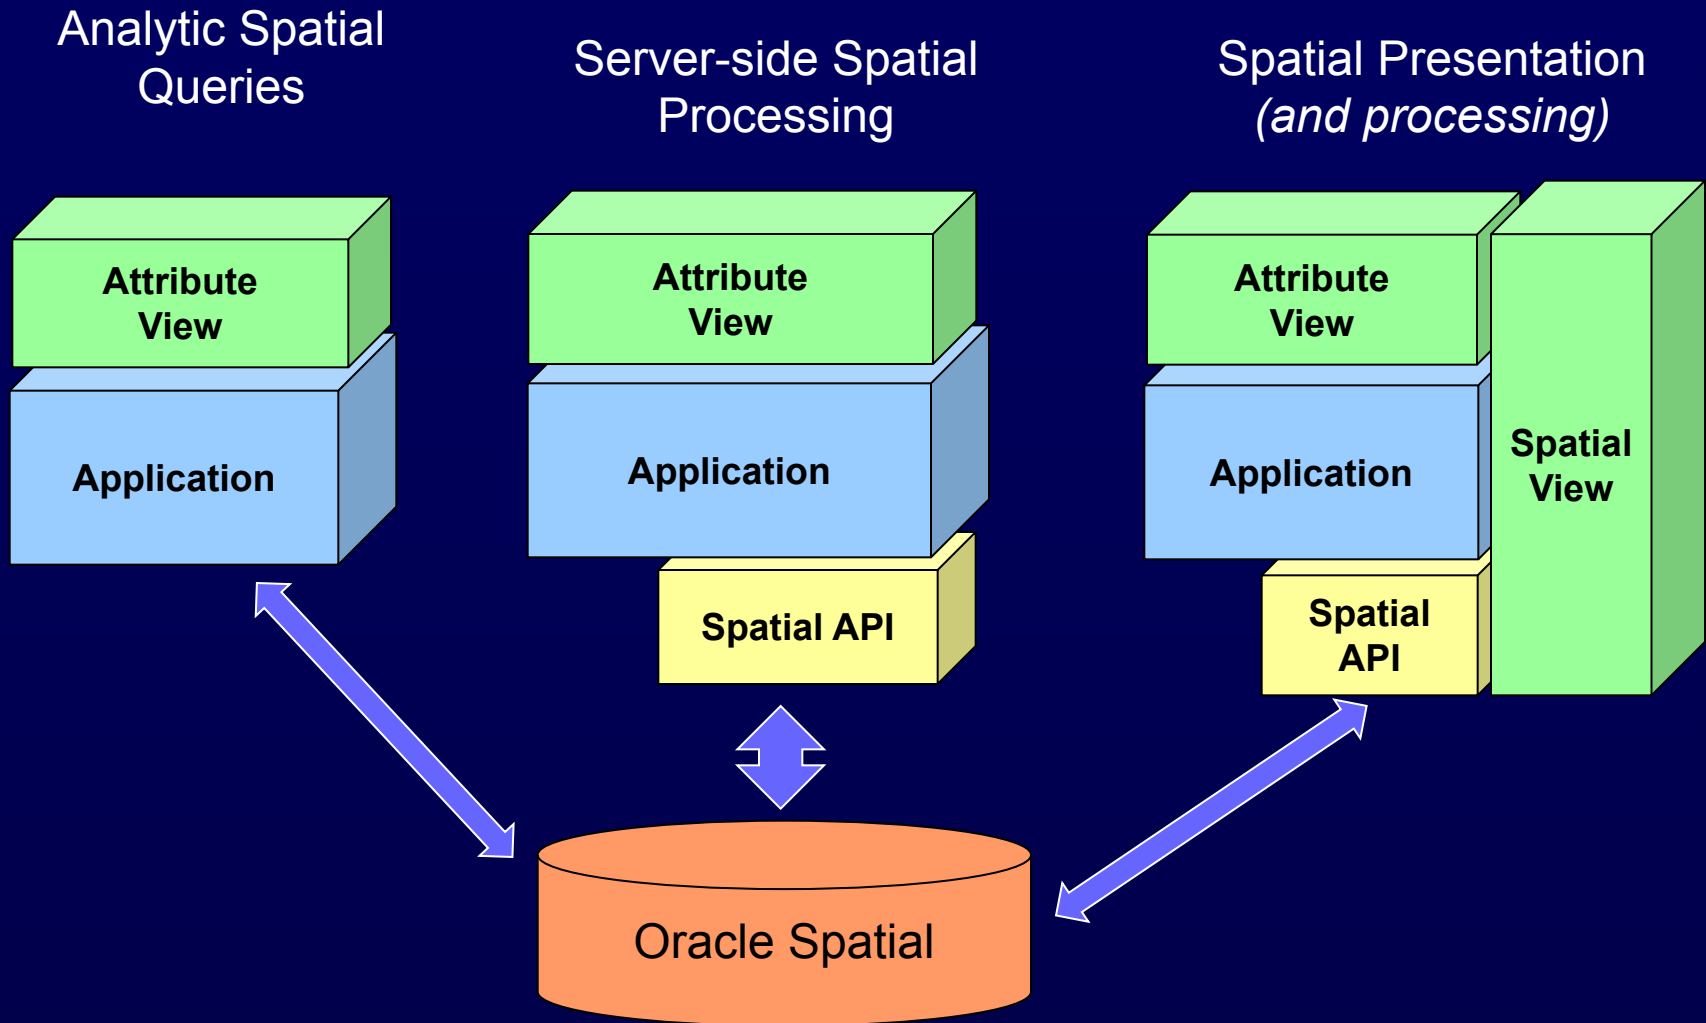 Analytic Spatial
Queries
Server-side Spatial
Processing
Spatial Presentation
(and processing)
Attribute
View
Application
Attribute
View
Application
Spatial API
Attribute
View
Application
Spatial
API
Spatial
View
Oracle Spatial